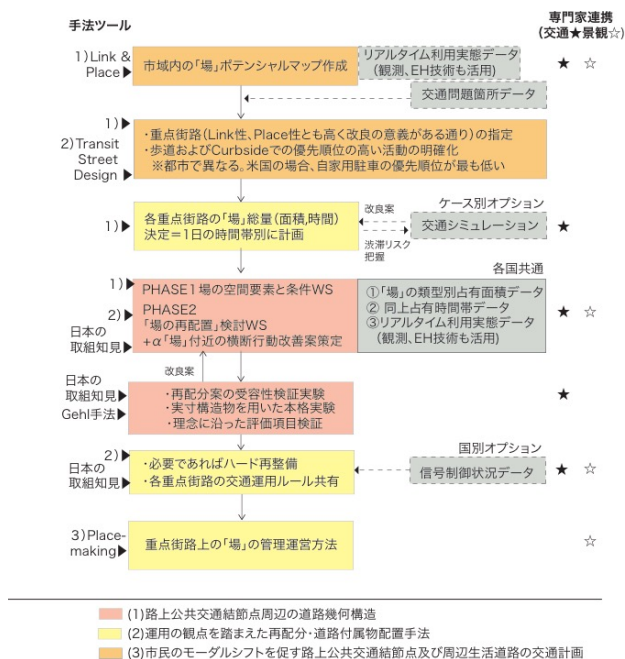 手法ツール
専門家連携
(交通★景観☆)
1)Link &
Place▶
市域内の「場」ポテンシャルマップ作成
リアルタイム利用実態データ
(観測、EH技術も活用)
★ ☆
交通問題箇所データ
1)▶
2)Transit
Street
Design▶
・重点街路(Link性、Place性とも高く改良の意義がある通り)の指定
・歩道およびCurbsideでの優先順位の高い活動の明確化
※都市で異なる。米国の場合、自家用駐車の優先順位が最も低い
ケース別オプション
1)▶
各重点街路の「場」総量(面積,時間)
決定=1日の時間帯別に計画
改良案
渋滞リスク
把握
交通シミュレーション
★
各国共通
1)▶
2)▶
日本の
取組知見▶
PHASE1場の空間要素と条件WS
PHASE2
「場の再配置」検討WS
+α「場」付近の横断行動改善案策定
①「場」の類型別占有面積データ
② 同上占有時間帯データ
③リアルタイム利用実態データ
(観測、EH技術も活用)
★ ☆
改良案
日本の
取組知見▶
Gehl手法▶
・再配分案の受容性検証実験
・実寸構造物を用いた本格実験
・理念に沿った評価項目検証
★
国別オプション
2)▶
日本の
取組知見▶
・必要であればハード再整備
・各重点街路の交通運用ルール共有
信号制御状況データ
★ ☆
3)Place-
making▶
重点街路上の「場」の管理運営方法
☆
(1)路上公共交通結節点周辺の道路幾何構造
(2)運用の観点を踏まえた再配分・道路付属物配置手法
(3)市民のモーダルシフトを促す路上公共交通結節点及び周辺生活道路の交通計画